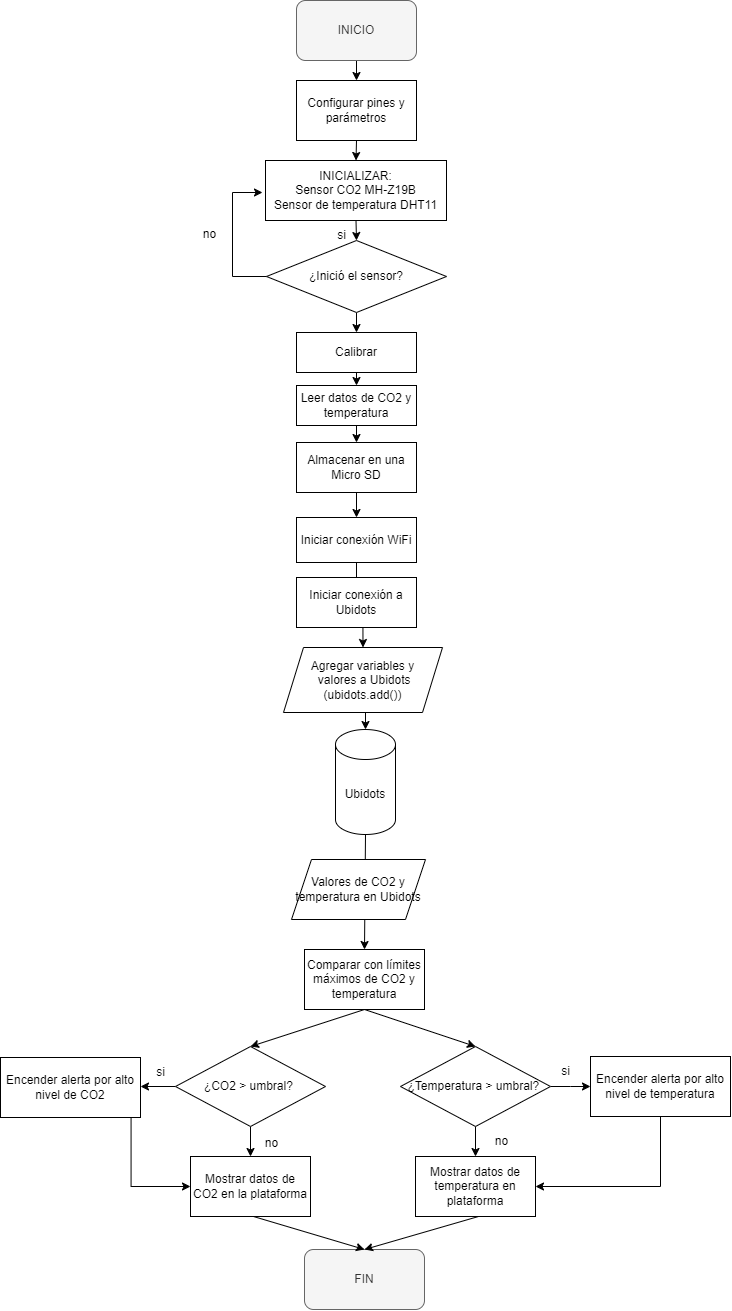 INICIO
Configurar pines y
parámetros
INICIALIZAR:
Sensor CO2 MH-Z19B
Sensor de temperatura DHT11
no
si
¿Inició el sensor?
Calibrar
Leer datos de CO2 y
temperatura
Almacenar en una
Micro SD
Iniciar conexión WiFi
Iniciar conexión a
Ubidots
Agregar variables y
valores a Ubidots
(ubidots.add())
Ubidots
Valores de CO2 y
temperatura en Ubidots
Comparar con límites
máximos de CO2 y
temperatura
si
¿CO2 > umbral?
Encender alerta por alto
nivel de CO2
no
Mostrar datos de
CO2 en la plataforma
¿Temperatura > umbral?
si
Encender alerta por alto
nivel de temperatura
no
Mostrar datos de
temperatura en
plataforma
FIN